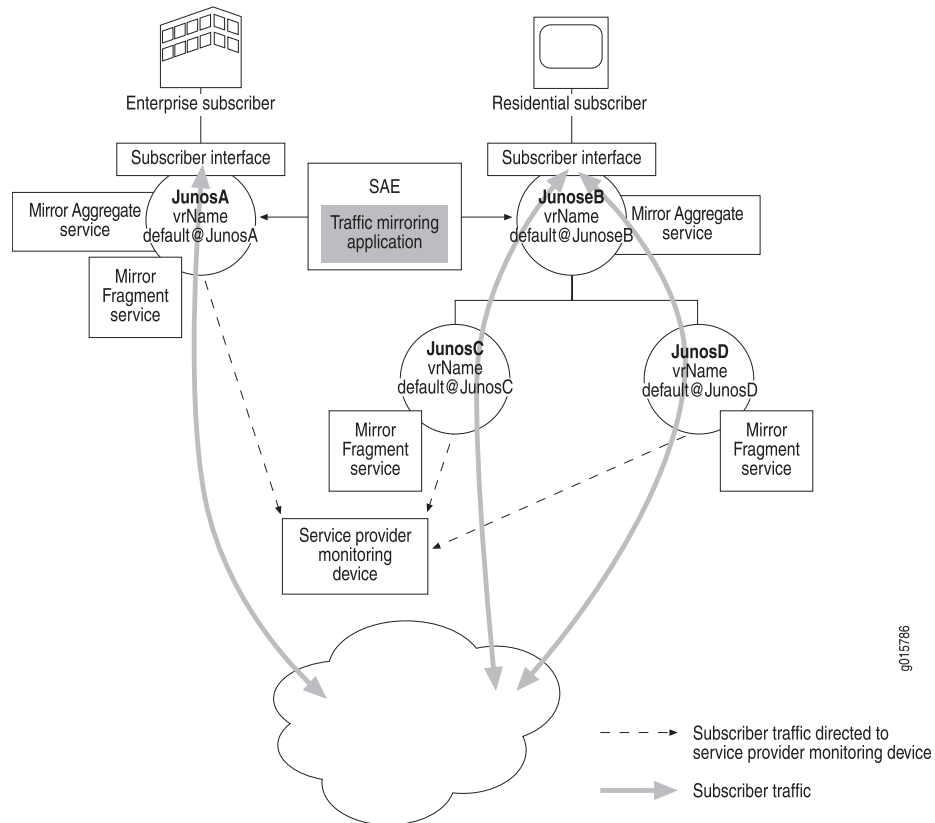 Enterprise subscriber
Residential subscriber
Subscriber interface
Subscriber interface
SAE
Traffic mirroring
application
JunosA
vrName
default@JunosA
JunoseB
vrName
default@JunoseB
Mirror Aggregate
service
Mirror Aggregate
service
Mirror
Fragment
service
JunosC
vrName
default@JunosC
JunosD
vrName
default@JunosD
Mirror
Fragment
service
Mirror
Fragment
service
Service provider
monitoring
device
g015786
Subscriber traffic directed to
service provider monitoring device
Subscriber traffic